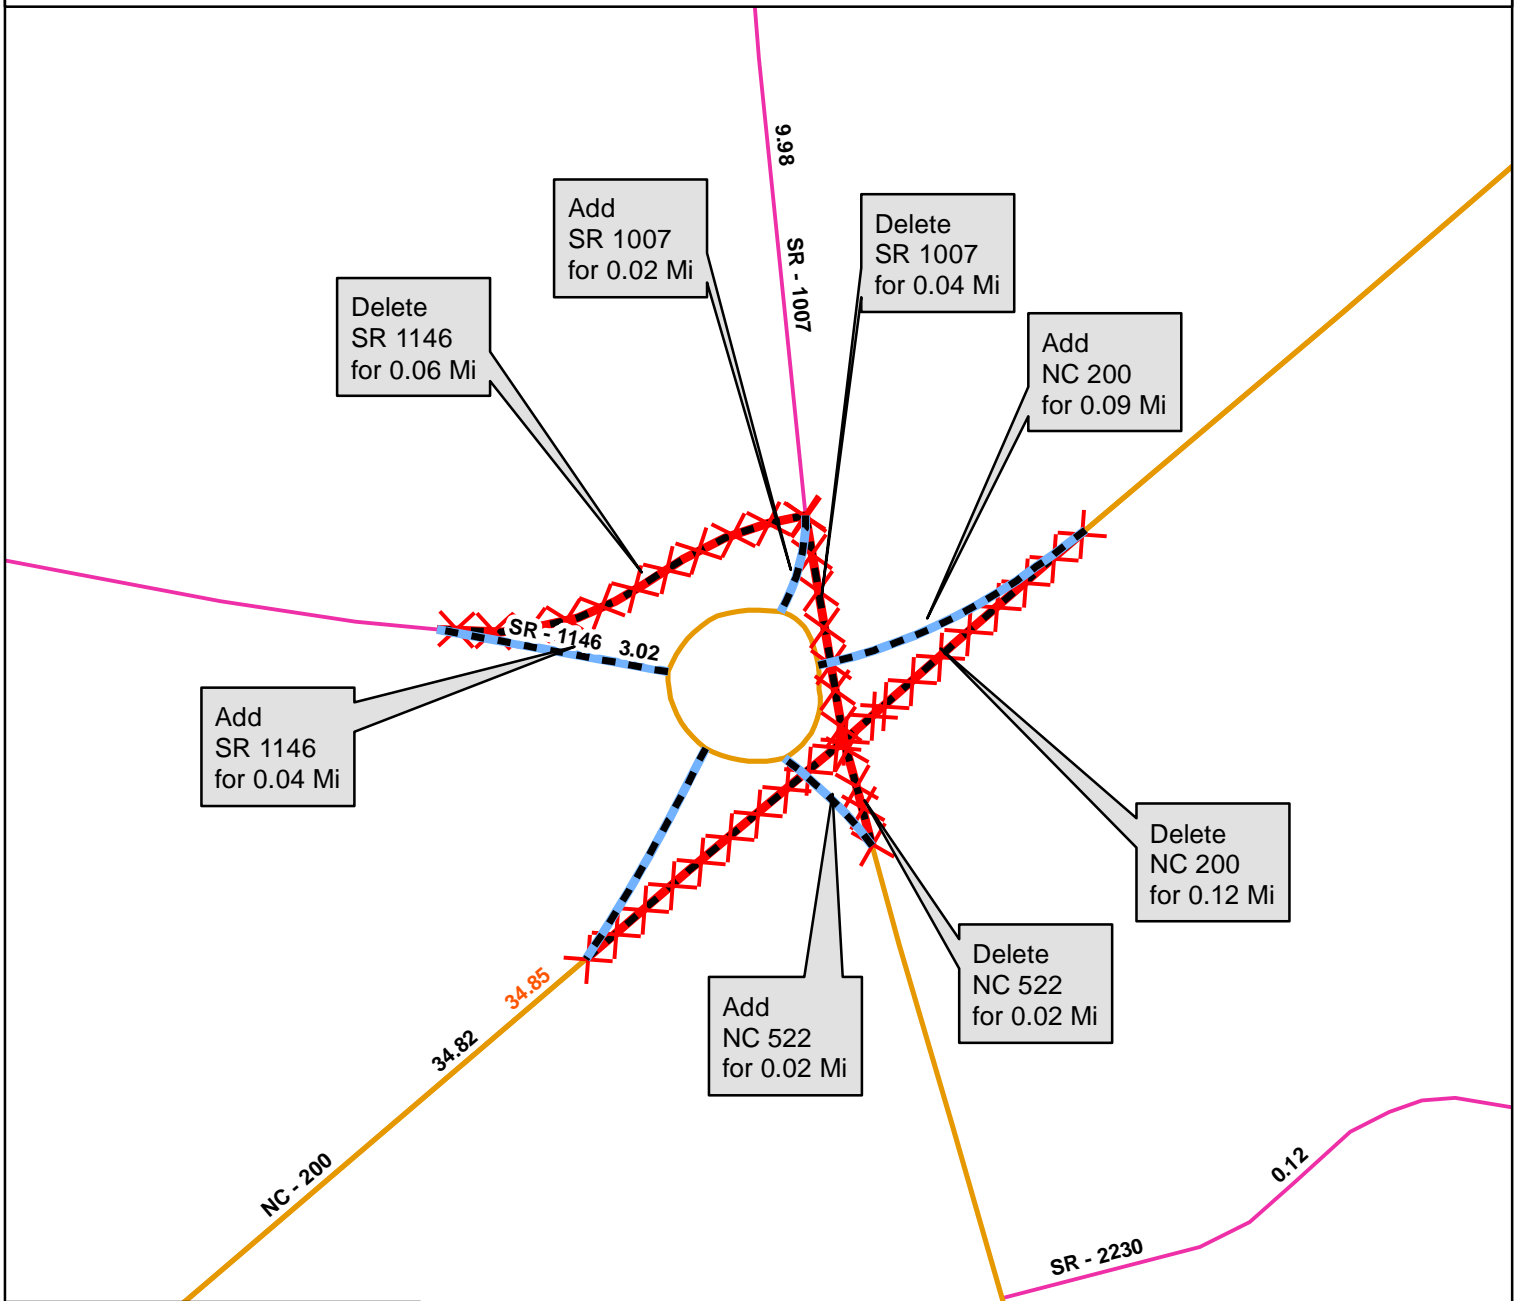 9.98
SR - 1007
Add
SR 1007
for 0.02 Mi
Delete
SR 1007
for 0.04 Mi
Delete
SR 1146
for 0.06 Mi
Add
NC 200
for 0.09 Mi
SR - 1146
3.02
Add
SR 1146
for 0.04 Mi
Delete
NC 200
for 0.12 Mi
Delete
NC 522
for 0.02 Mi
Add
NC 522
for 0.02 Mi
34.85
34.82
NC - 200
0.12
SR - 2230